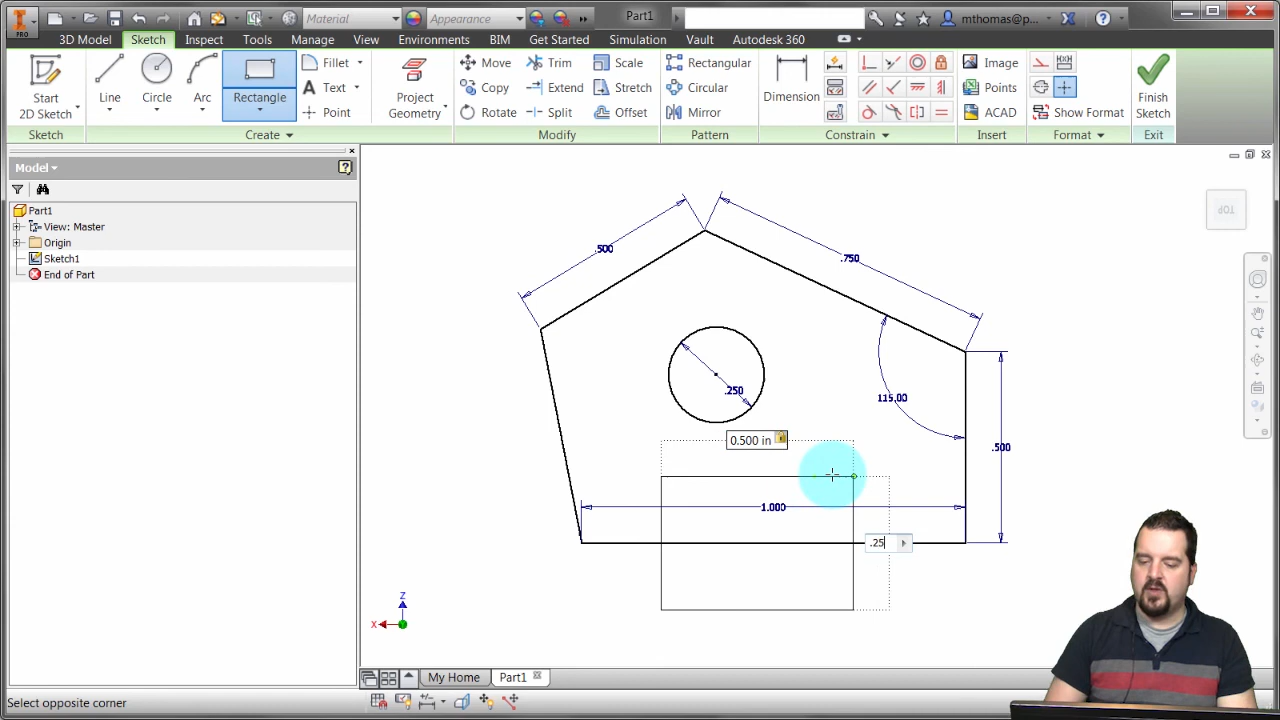 PRO
Material
Appearance
Part1
mthomas@p...
3D Model Sketch Inspect Tools Manage View Environments BIM Get Started Simulation Vault Autodesk 360
Start
2D Sketch
Line
Circle
Arc
Rectangle
Fillet
Text
Point
Project
Geometry
Move
Copy
Rotate
Trim
Extend
Split
Scale
Stretch
Offset
Rectangular
Circular
Mirror
Dimension
Image
Points
ACAD
Show Format
Finish
Sketch
Sketch Create Modify Pattern Constrain Insert Format Exit
Model
Part1
View: Master
Origin
Sketch1
End of Part
TOP
.500
.750
.250
115.00
0.500 in
.500
1.000
.25
Z
X
My Home Part1
Select opposite corner